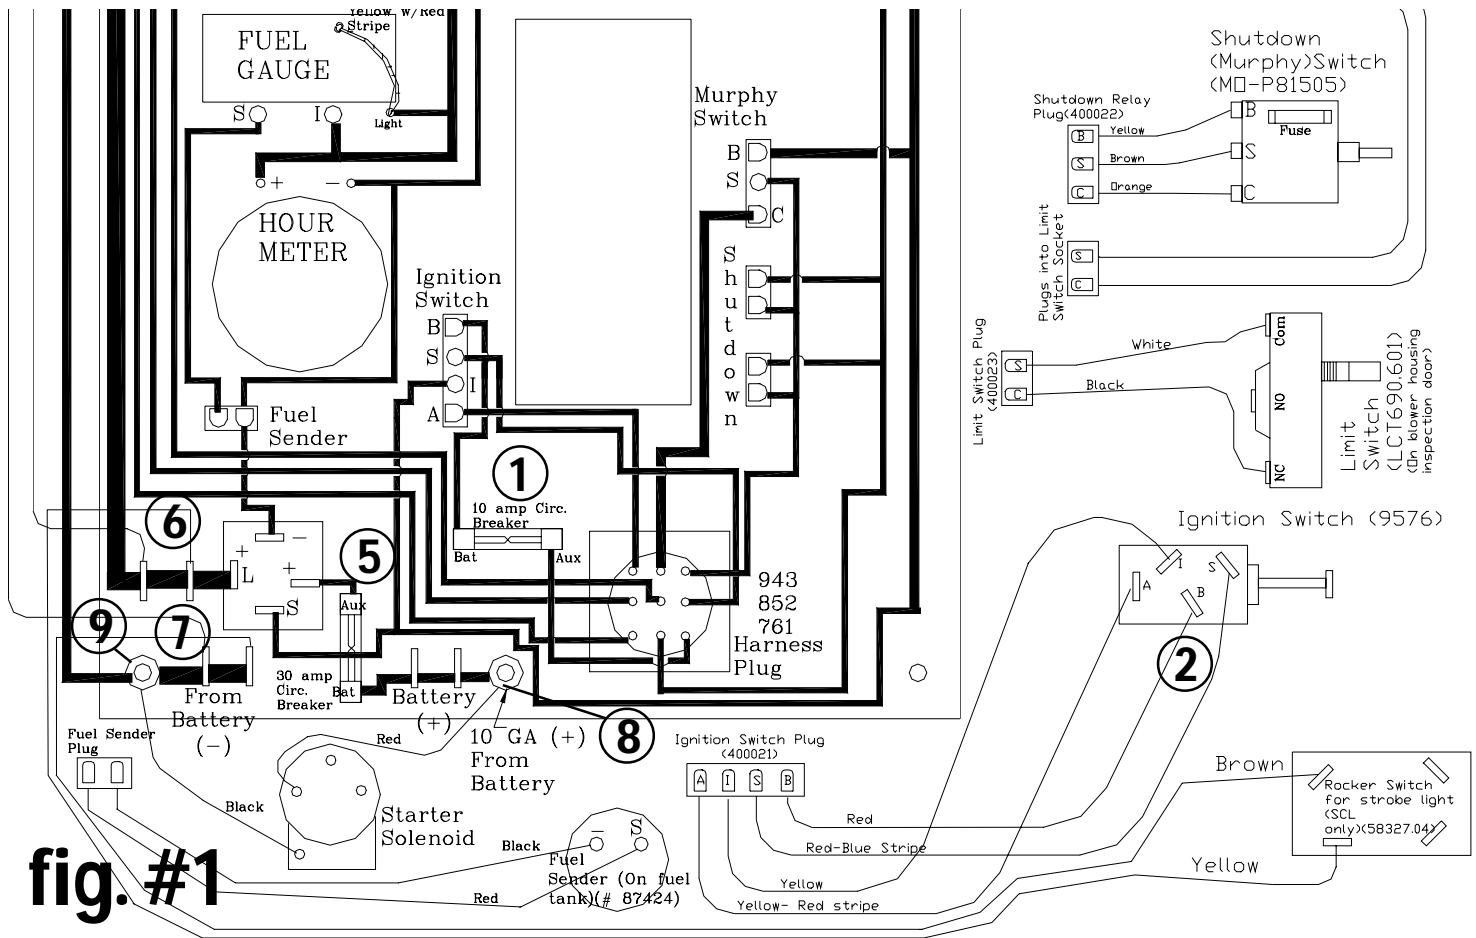 Yellow w/Red
Stripe
FUEL
GAUGE
S
I
Light
+
-
HOUR
METER
Ignition
Switch
B
S
I
A
Fuel
Sender
Murphy
Switch
B
S
C
Shutdown
1
10 amp Circ.
Breaker
Bat
Aux
6
+
-
L
+
S
5
Aux
30 amp
Circ.
Breaker
Bat
9
7
From
Battery
(-)
Battery
(+)
10 GA (+)
From
Battery
8
943
852
761
Harness
Plug
Shutdown
(Murphy)Switch
(MO-P81505)
Shutdown Relay
Plug(400022)
B
Yellow
B
Fuse
S
Brown
S
C
Orange
C
Plugs into Limit
Switch Socket
S
C
Limit Switch Plug
(400023)
S
White
C
Black
Com
NO
NC
Limit
Switch
(LCT690.601)
(On blower housing
inspection door)
Ignition Switch (9576)
I
S
A
B
2
Fuel Sender
Plug
Red
Black
Starter
Solenoid
Black
Red
-
S
Fuel
Sender (On fuel
tank)(# 87424)
Ignition Switch Plug
(400021)
A
I
S
B
Red
Red-Blue Stripe
Yellow
Yellow- Red stripe
Brown
Rocker Switch
for strobe light
(SCL
only)(58327.04)
Yellow
fig. #1